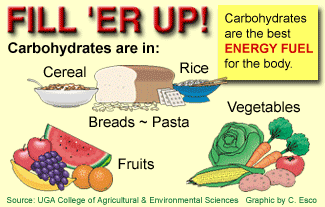 FILL 'ER UP!
Carbohydrates
are the best
ENERGY FUEL
for the body.
Carbohydrates are in:
Cereal
Rice
Breads ~ Pasta
Vegetables
Fruits
Source: UGA College of Agricultural & Environmental Sciences Graphic by C. Esco